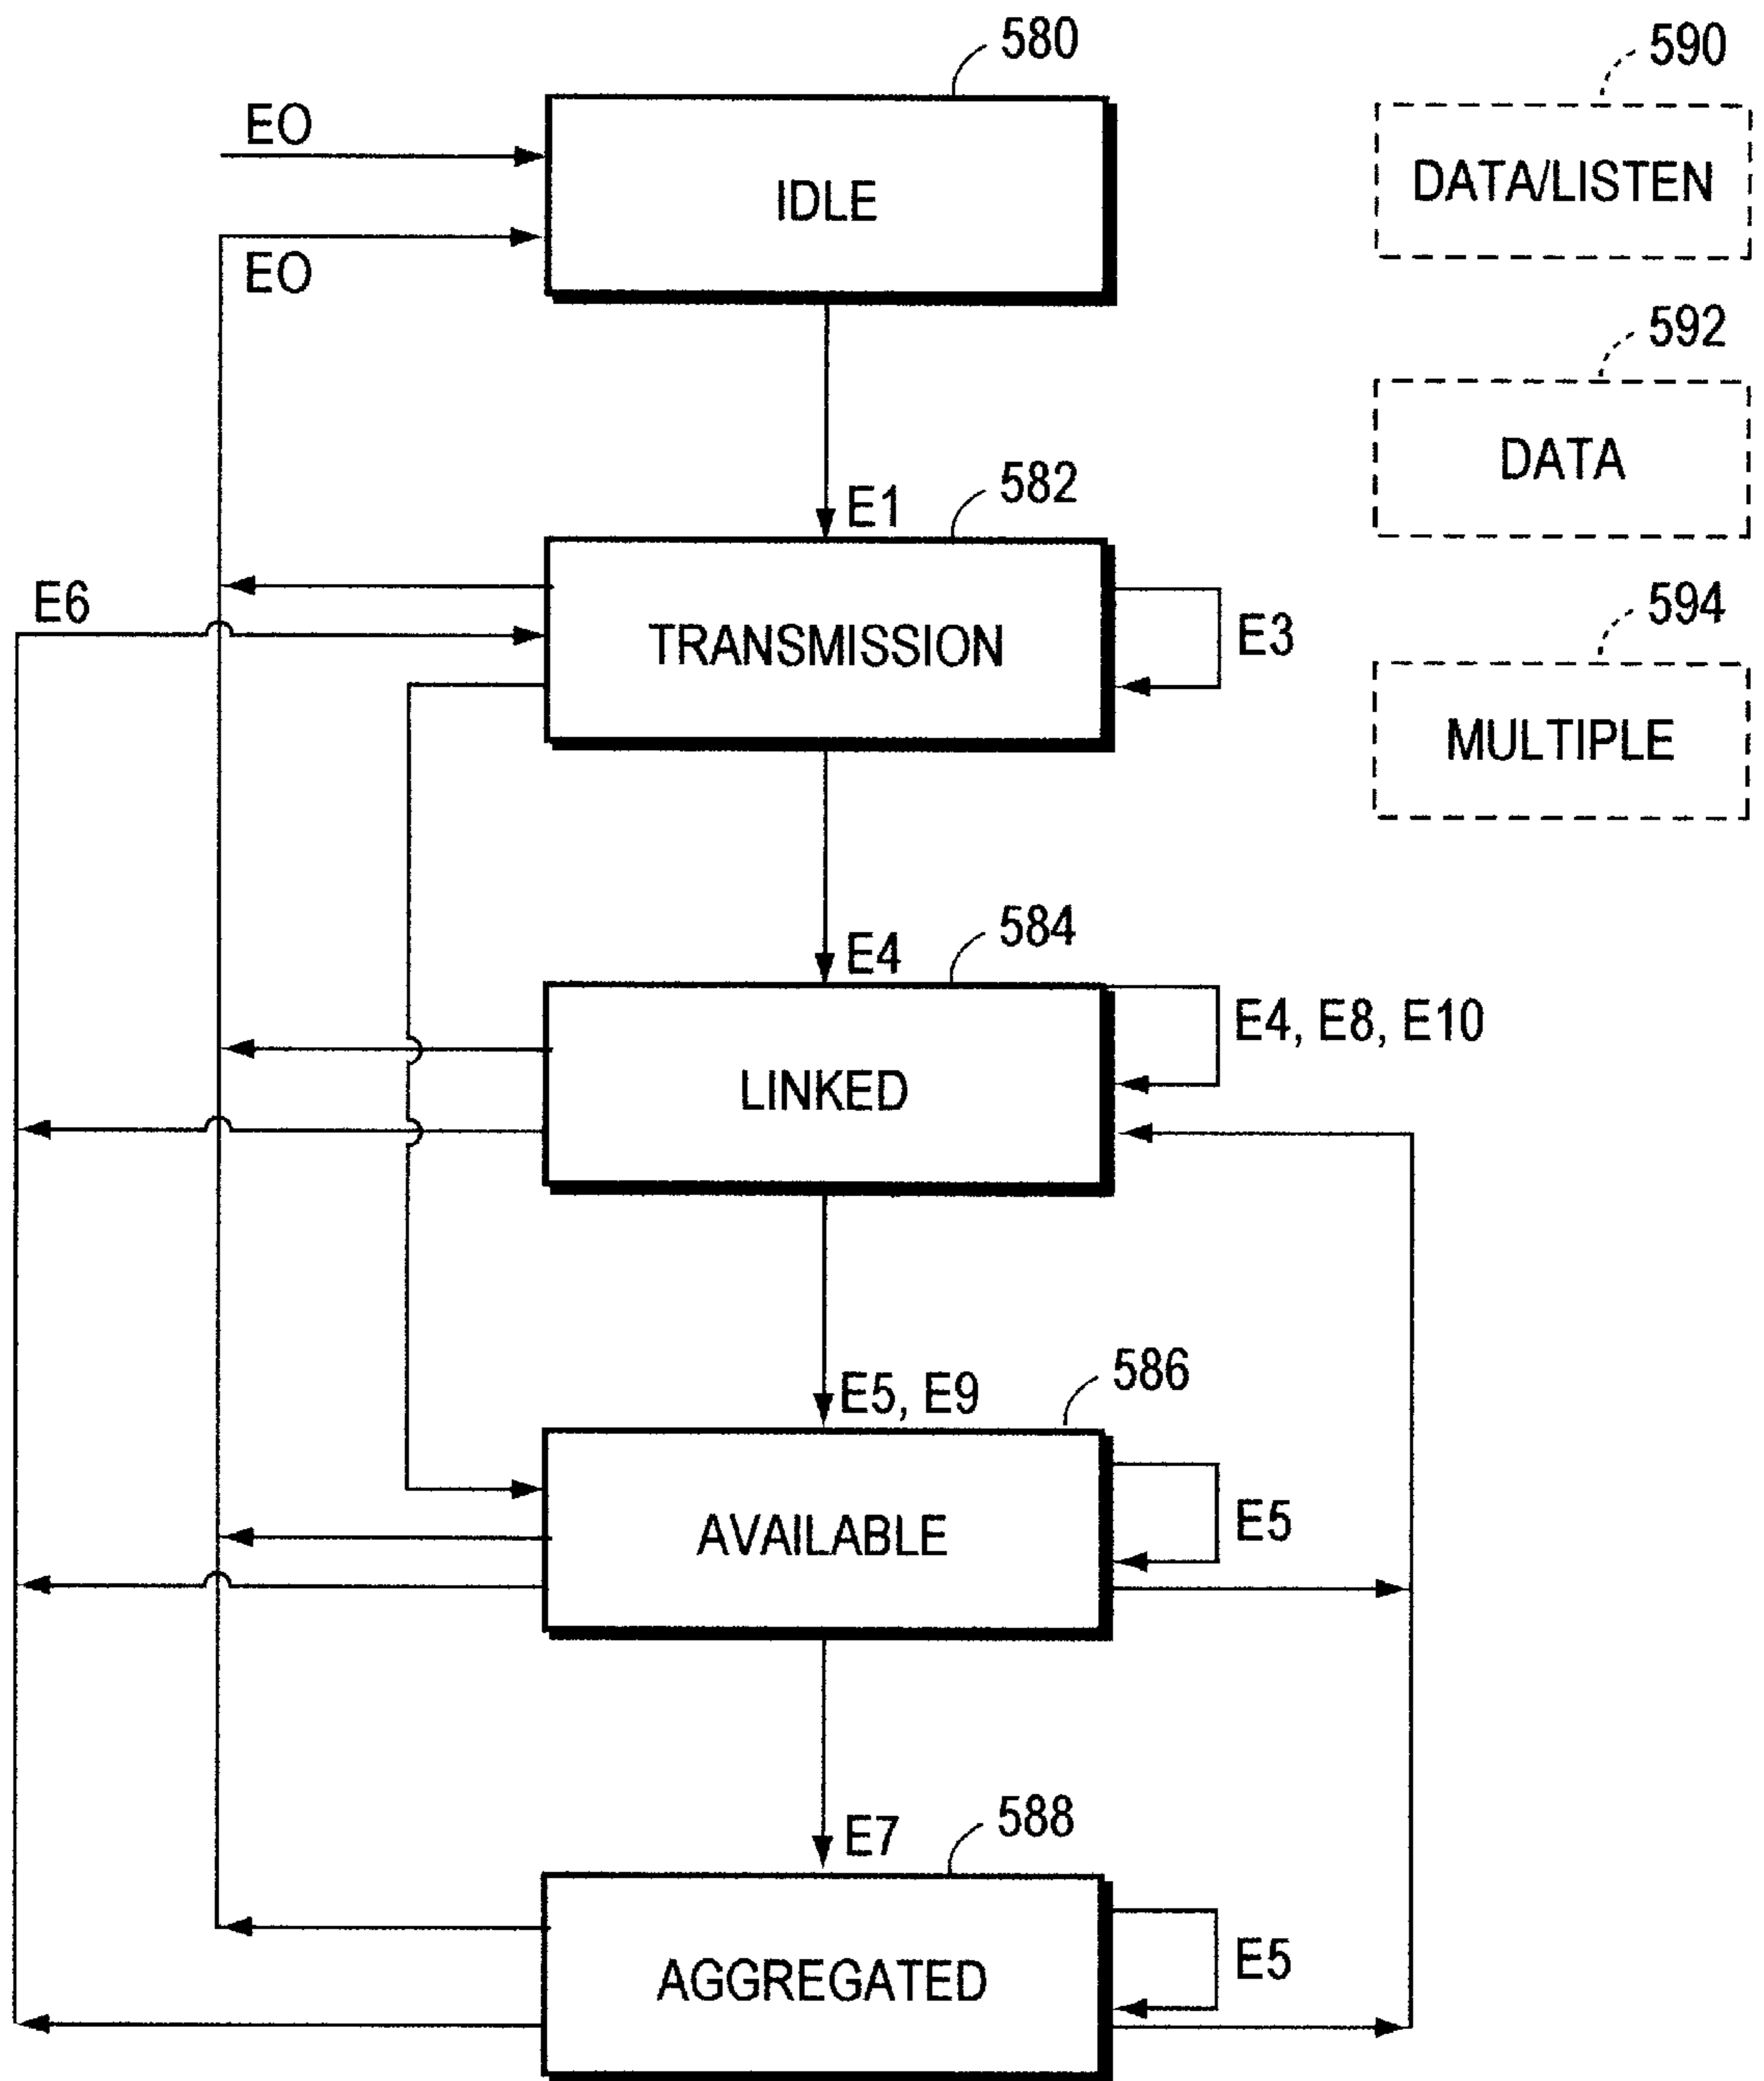 580
590
EO
IDLE
DATA/LISTEN
EO
592
DATA
582
E1
E6
TRANSMISSION
E3
594
MULTIPLE
584
E4
E4, E8, E10
LINKED
586
E5, E9
AVAILABLE
E5
588
E7
AGGREGATED
E5